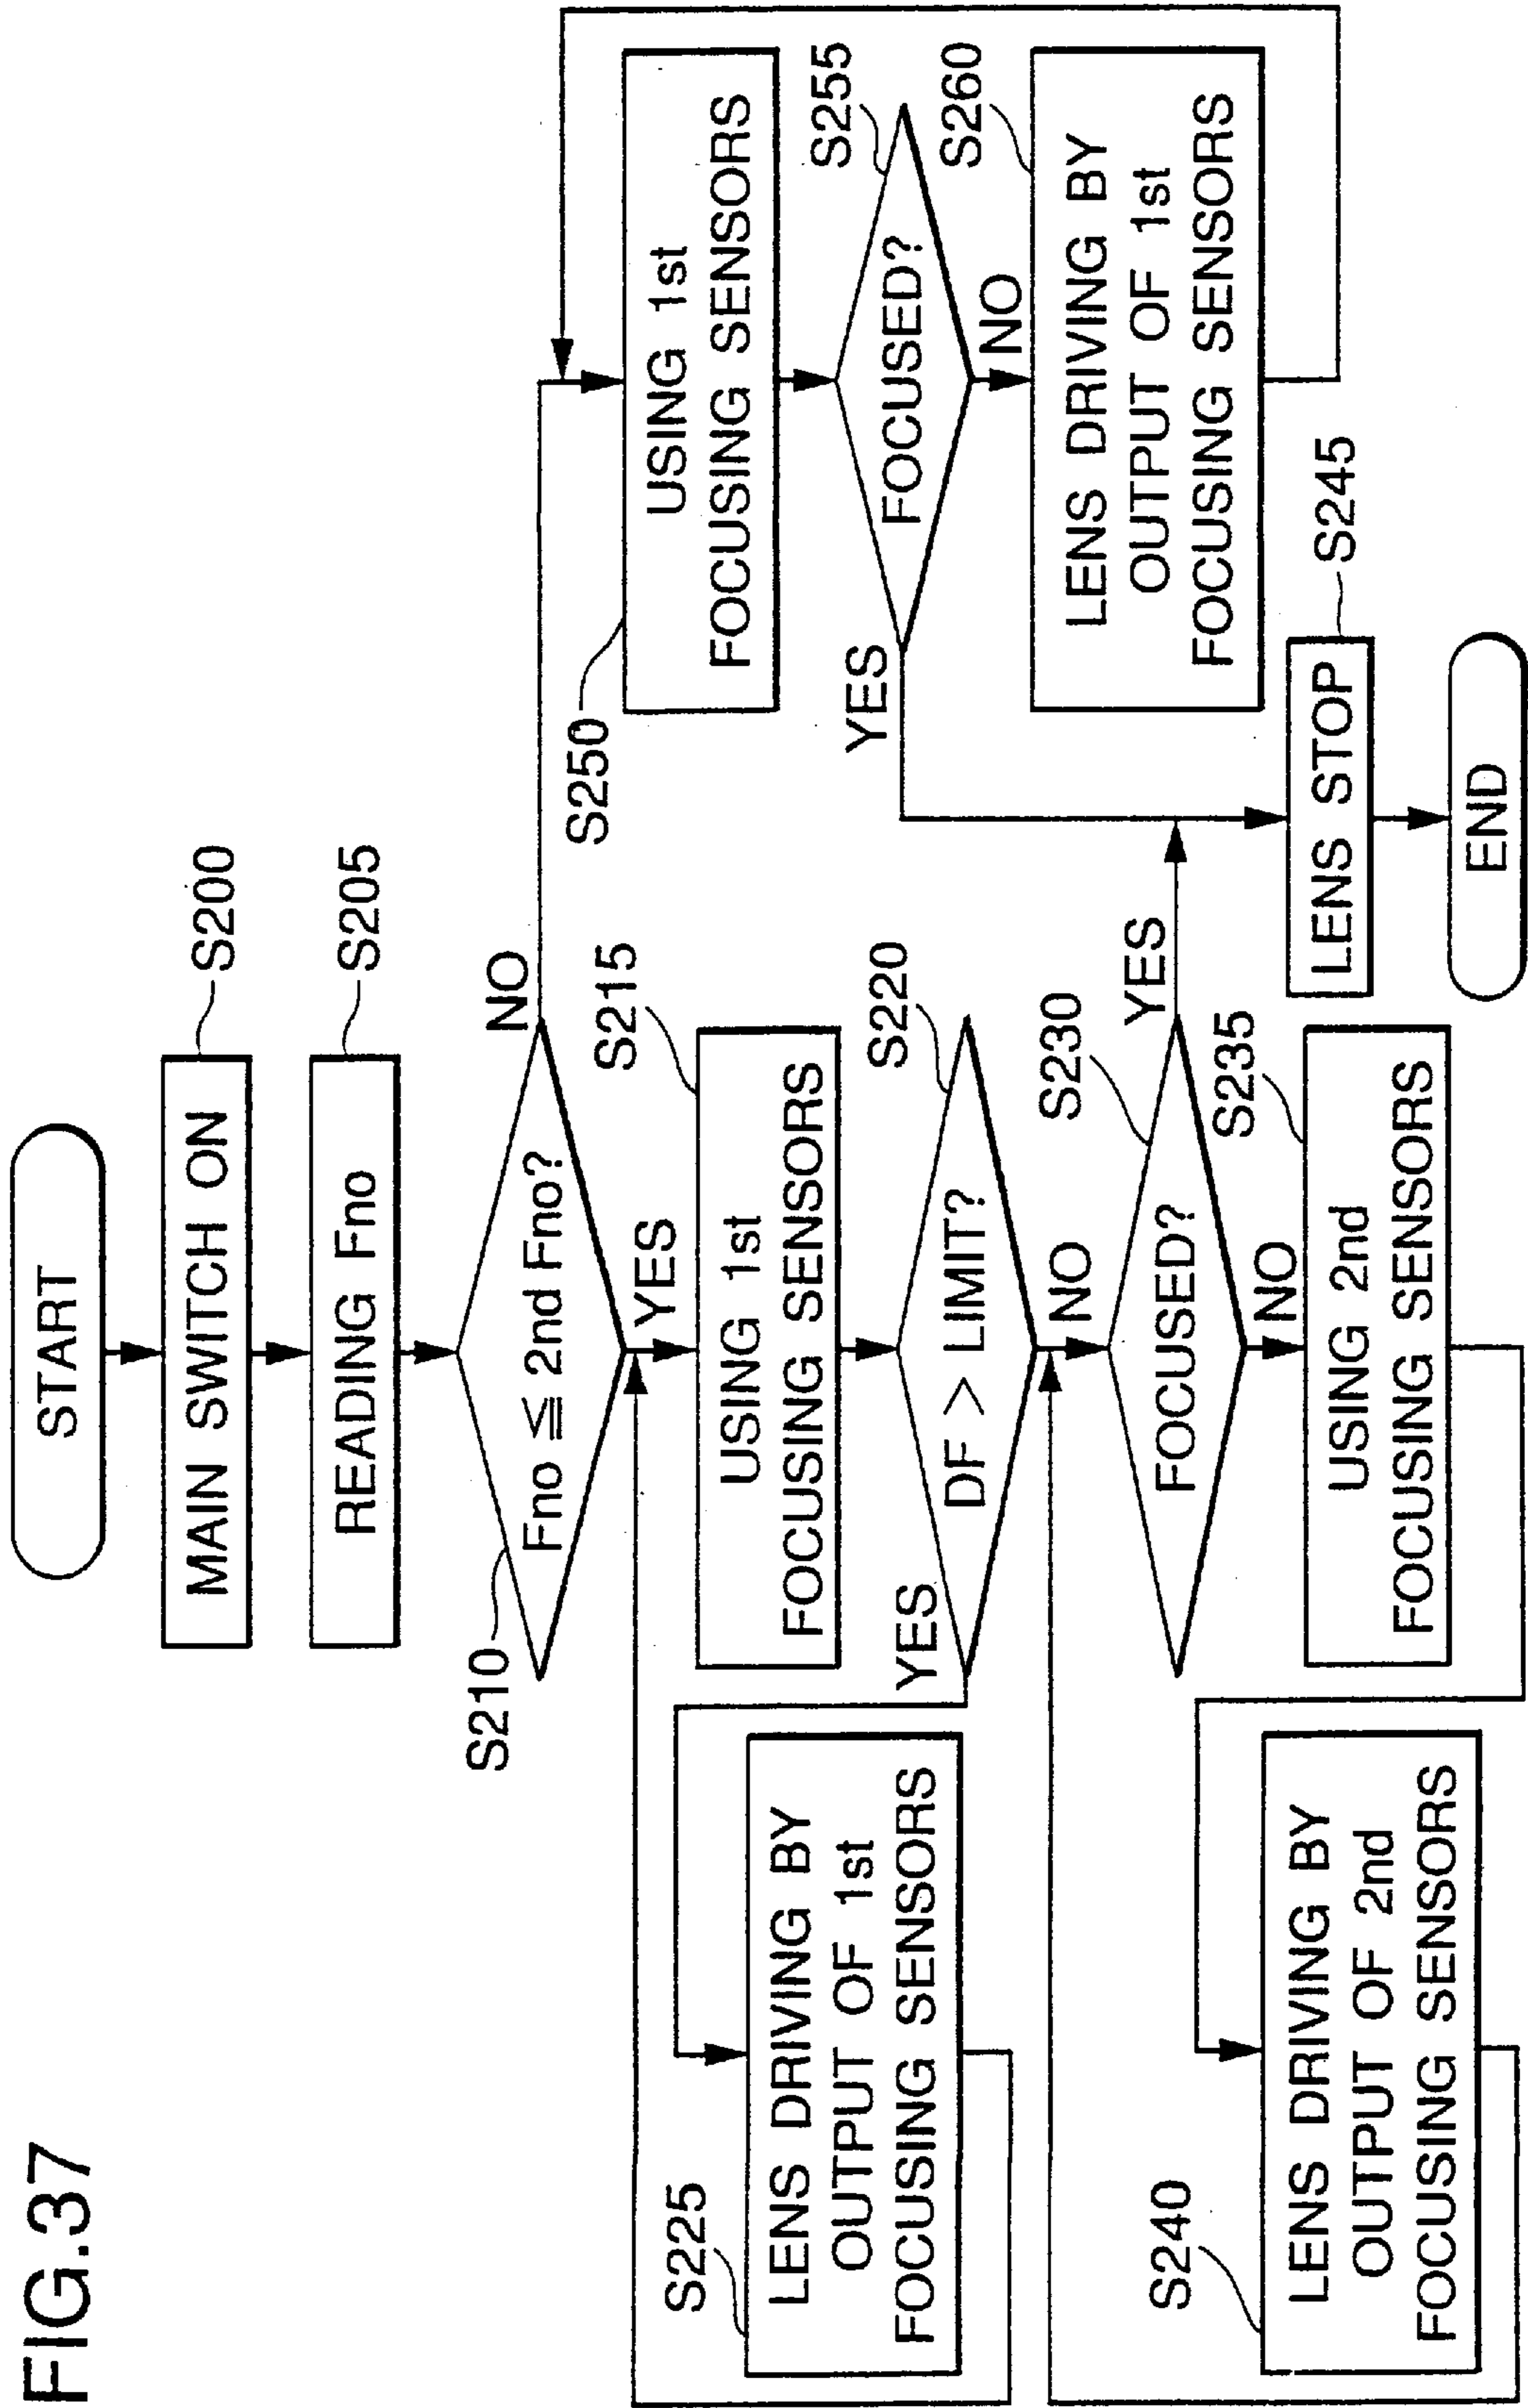 FIG.37
START
MAIN SWITCH ON
S200
READING Fno
S205
Fno ≦ 2nd Fno?
S210
NO
YES
USING 1st
FOCUSING SENSORS
S215
DF > LIMIT?
S220
YES
NO
LENS DRIVING BY
OUTPUT OF 1st
FOCUSING SENSORS
S225
FOCUSED?
S230
YES
NO
USING 2nd
FOCUSING SENSORS
S235
LENS DRIVING BY
OUTPUT OF 2nd
FOCUSING SENSORS
S240
USING 1st
FOCUSING SENSORS
S250
FOCUSED?
S255
YES
NO
LENS DRIVING BY
OUTPUT OF 1st
FOCUSING SENSORS
S260
LENS STOP
S245
END